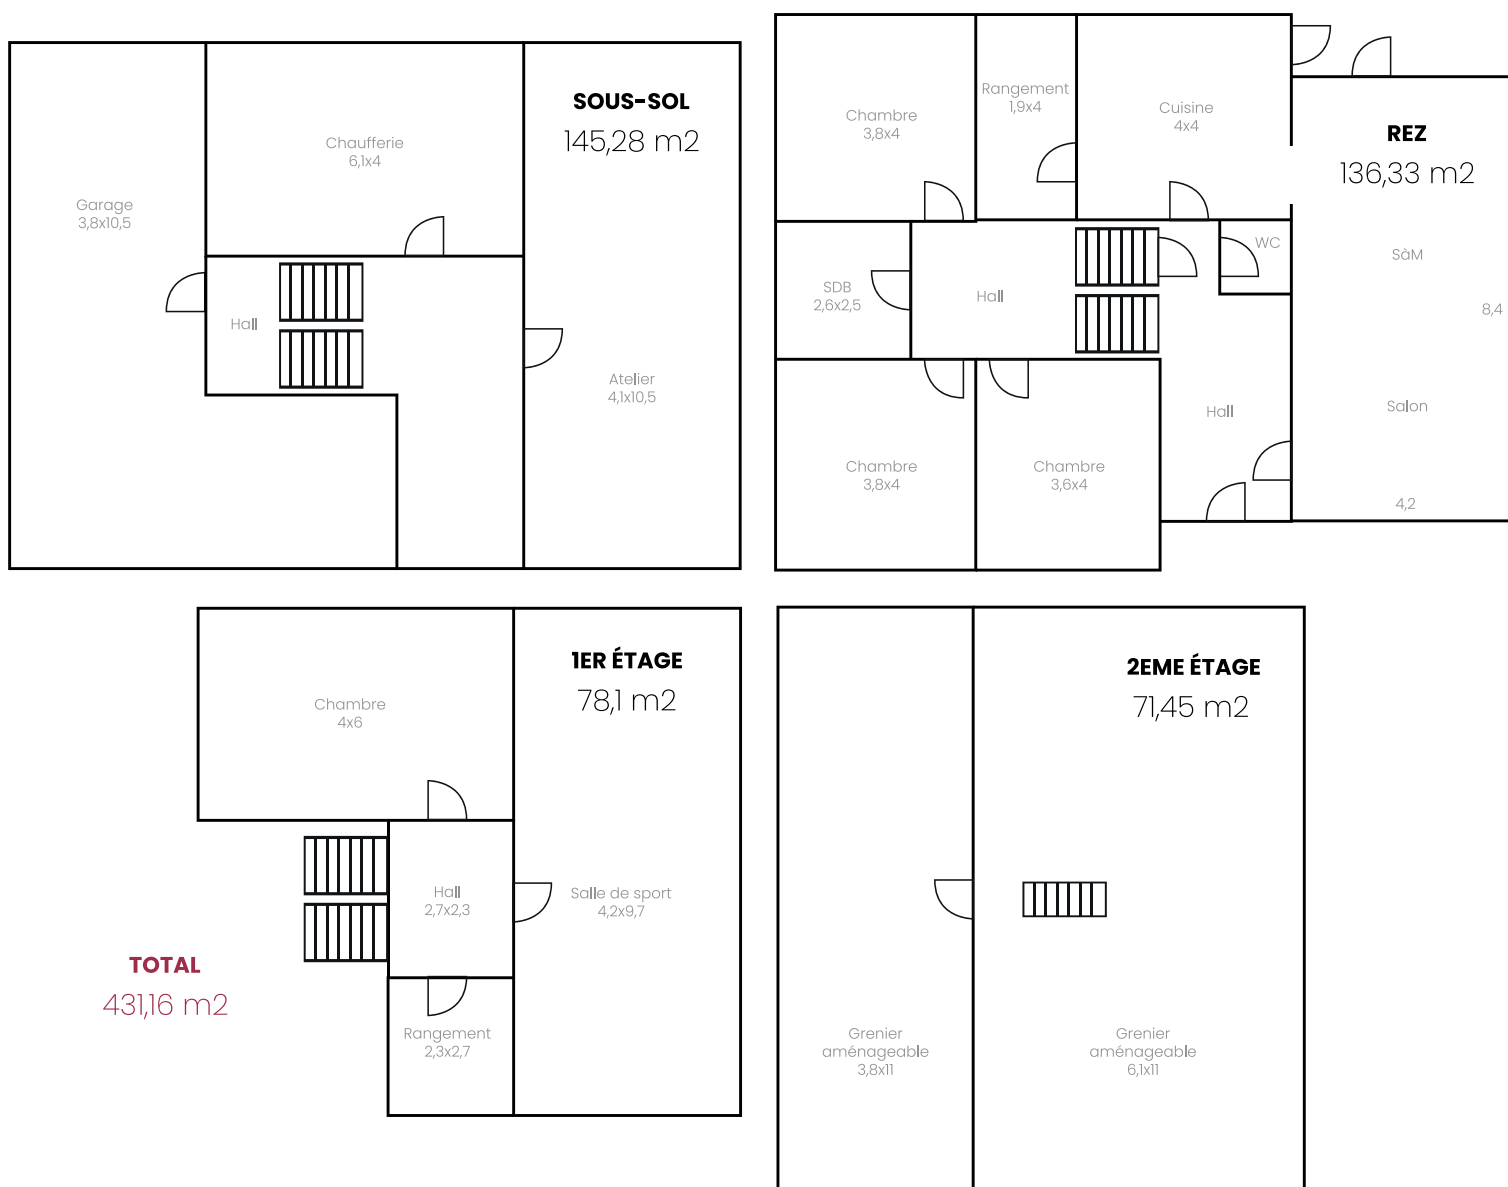 SOUS-SOL
145,28 m2
Chaufferie
6,1x4
Garage
3,8x10,5
Hall
Atelier
4,1x10,5
REZ
136,33 m2
Chambre
3,8x4
Rangement
1,9x4
Cuisine
4x4
WC
SàM
SDB
2,6x2,5
Hall
8,4
Salon
Hall
Chambre
3,8x4
Chambre
3,6x4
4,2
1ER ÉTAGE
78,1 m2
Chambre
4x6
Hall
2,7x2,3
Salle de sport
4,2x9,7
Rangement
2,3x2,7
TOTAL
431,16 m2
2EME ÉTAGE
71,45 m2
Grenier
aménageable
3,8x11
Grenier
aménageable
6,1x11